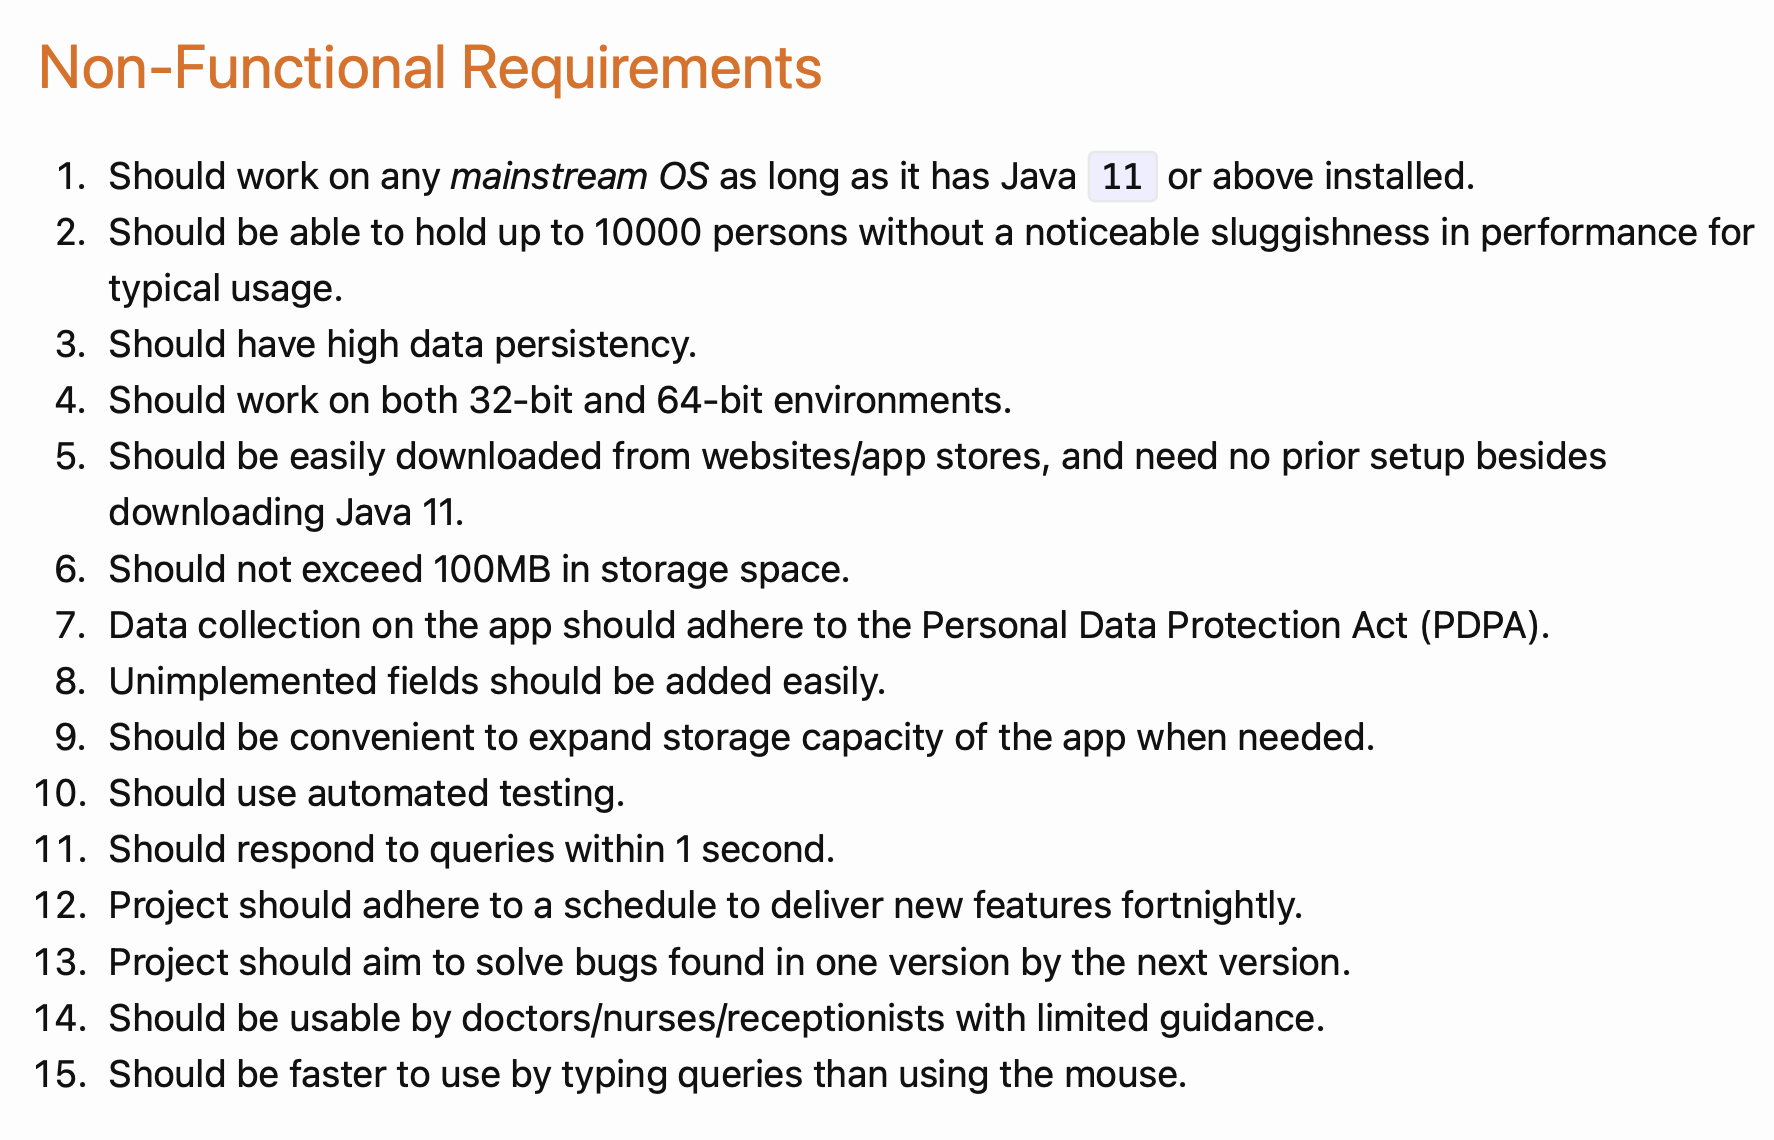 Non-Functional Requirements
1. Should work on any mainstream OS as long as it has Java 11 or above installed.
2. Should be able to hold up to 10000 persons without a noticeable sluggishness in performance for
typical usage.
3. Should have high data persistency.
4. Should work on both 32-bit and 64-bit environments.
5. Should be easily downloaded from websites/app stores, and need no prior setup besides
downloading Java 11.
6. Should not exceed 100MB in storage space.
7. Data collection on the app should adhere to the Personal Data Protection Act (PDPA).
8. Unimplemented fields should be added easily.
9. Should be convenient to expand storage capacity of the app when needed.
10. Should use automated testing.
11. Should respond to queries within 1 second.
12. Project should adhere to a schedule to deliver new features fortnightly.
13. Project should aim to solve bugs found in one version by the next version.
14. Should be usable by doctors/nurses/receptionists with limited guidance.
15. Should be faster to use by typing queries than using the mouse.